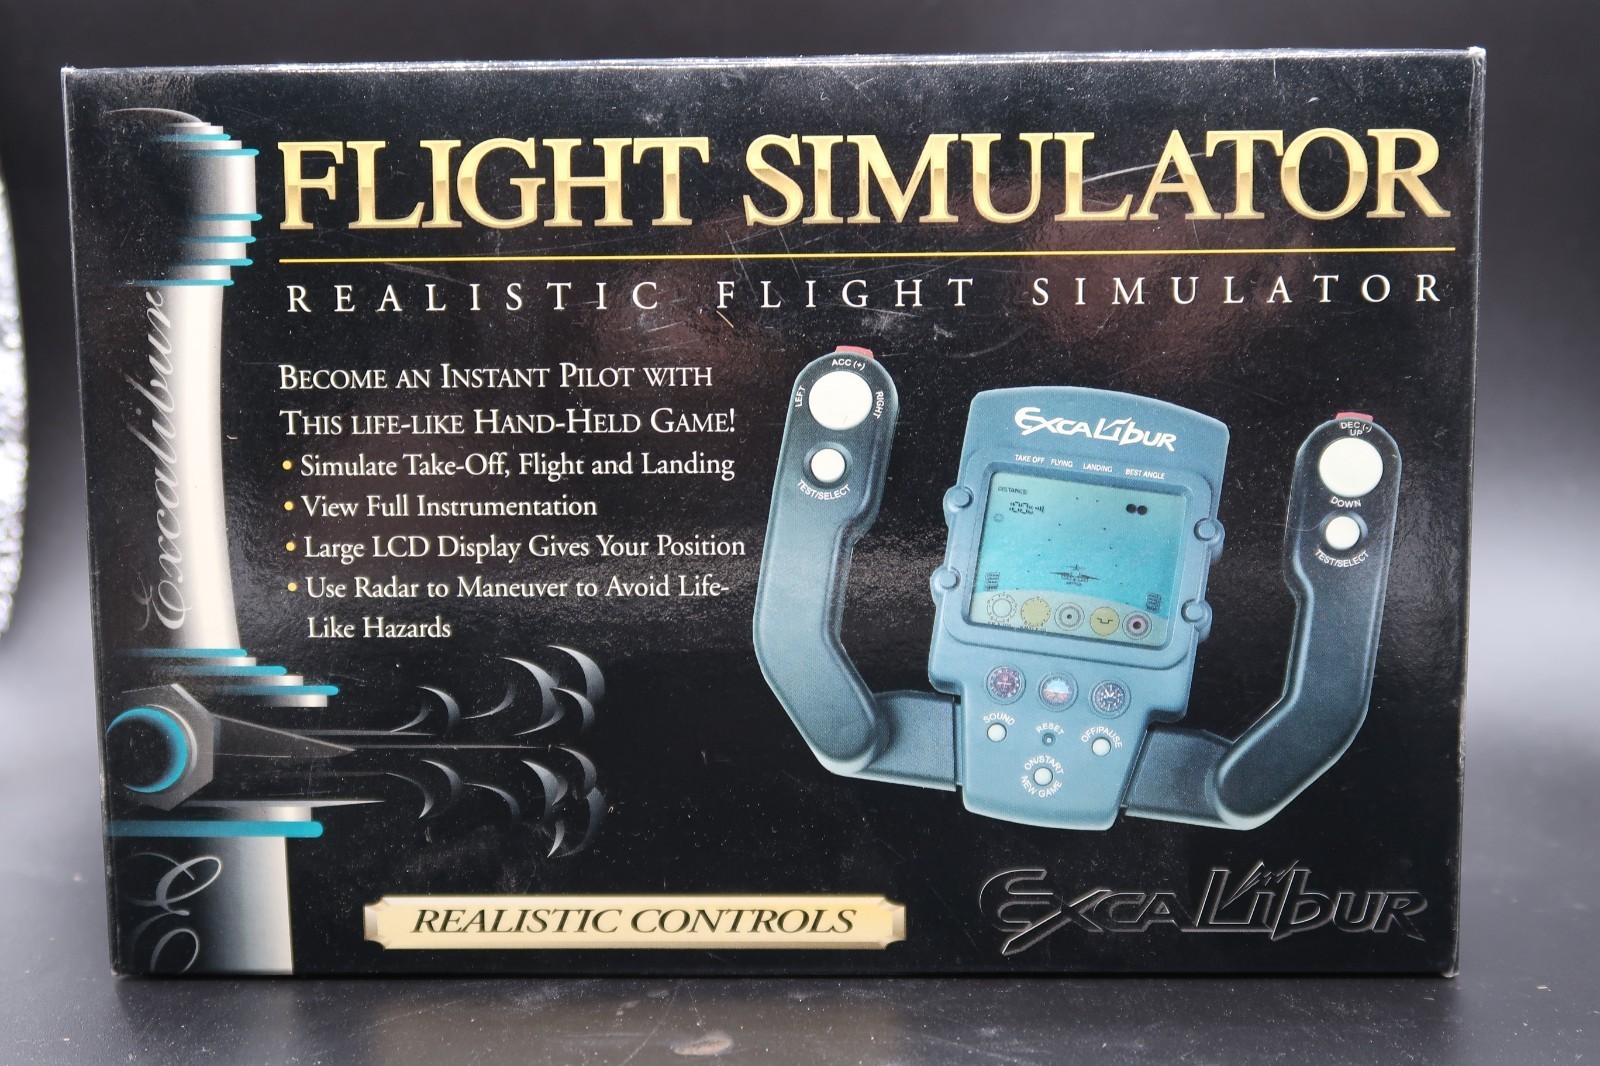 FLIGHT SIMULATOR
REALISTIC FLIGHT SIMULATOR
BECOME AN INSTANT PILOT WITH
THIS LIFE-LIKE HAND-HELD GAME!
• Simulate Take-Off, Flight and Landing
• View Full Instrumentation
• Large LCD Display Gives Your Position
• Use Radar to Maneuver to Avoid Life-
Like Hazards
Excalibur
ACC (+)
LEFT
RIGHT
TEST/SELECT
EXCALIBUR
TAKE OFF FLYING LANDING BEST ANGLE
DISTANCE
SOUND
RESET
OFF/PAUSE
ON/START
NEW GAME
DEC (-)
UP
DOWN
TEST/SELECT
REALISTIC CONTROLS
EXCALIBUR